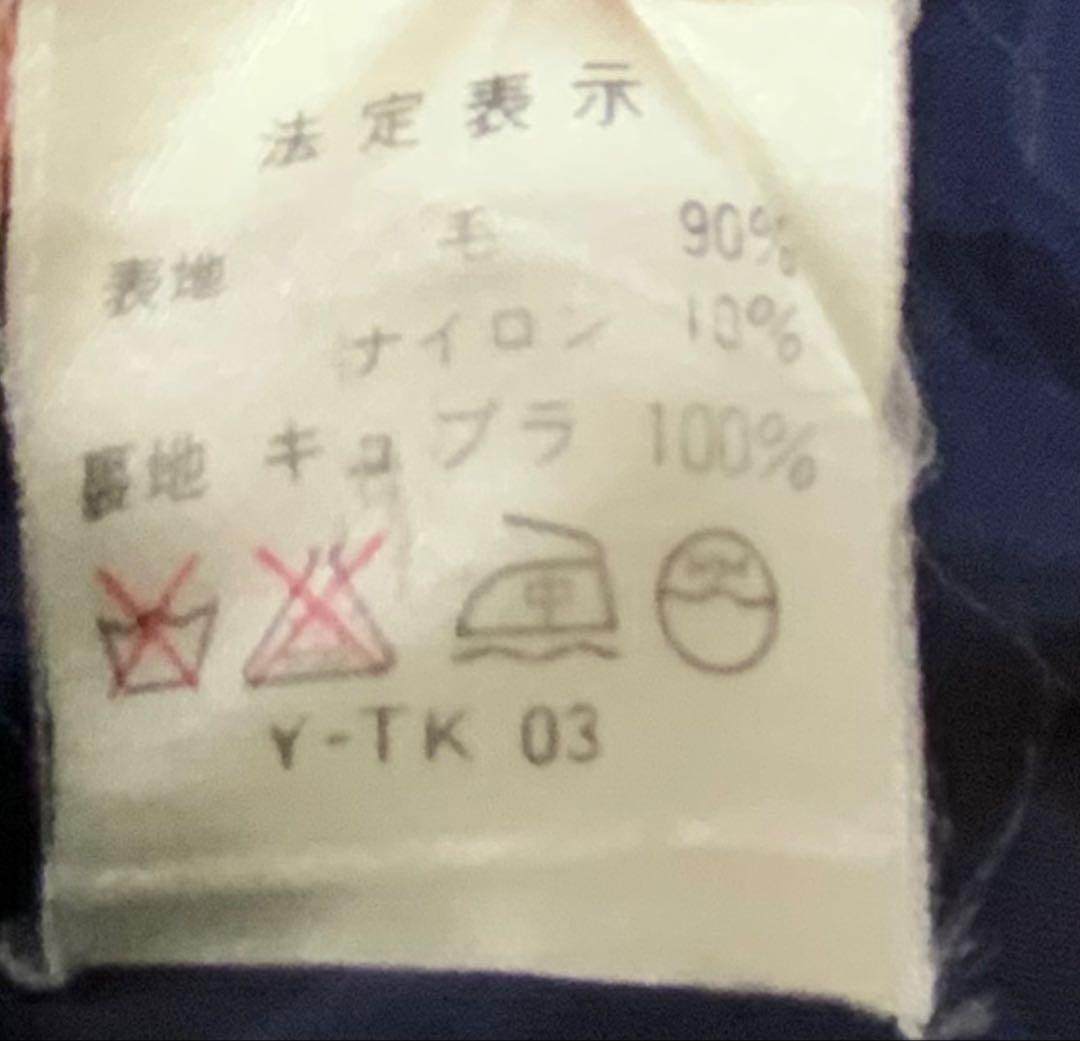 法定表示
表地 毛 90%
ナイロン 10%
裏地 キュプラ 100%
中
Y-TK 03